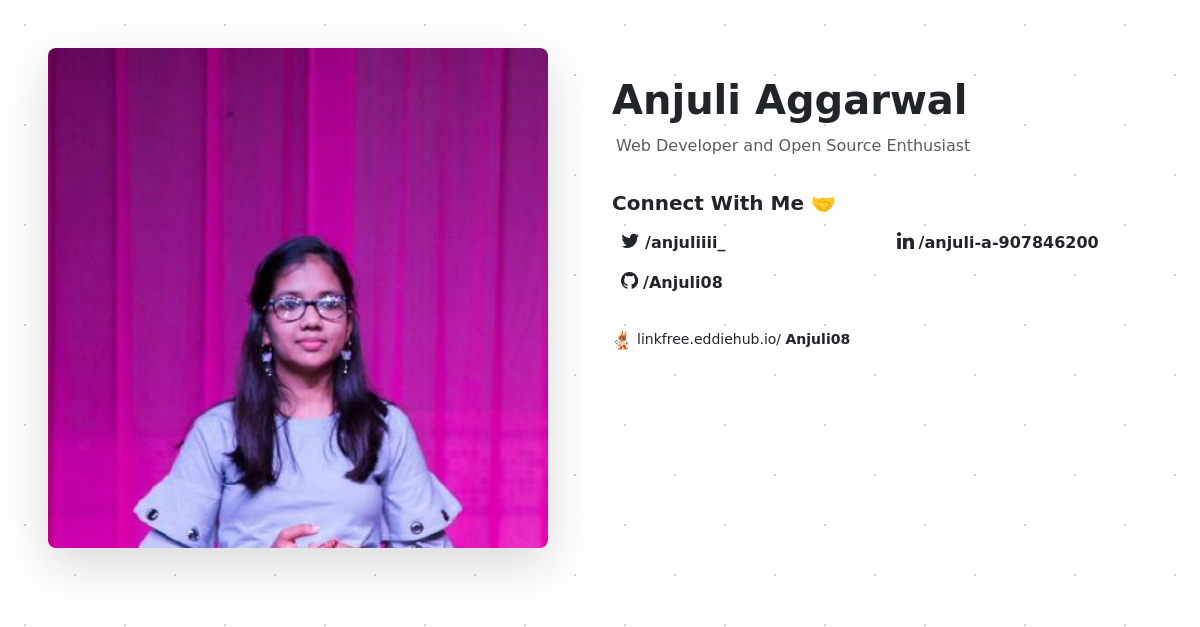 Anjuli Aggarwal
Web Developer and Open Source Enthusiast
Connect With Me 🤝
/anjuliiii_
/anjuli-a-907846200
/Anjuli08
linkfree.eddiehub.io/ Anjuli08